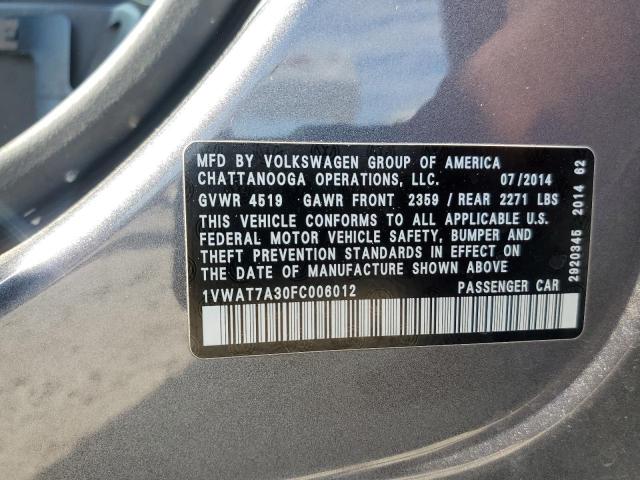 MFD BY VOLKSWAGEN GROUP OF AMERICA
CHATTANOOGA OPERATIONS, LLC. 07/2014
GVWR 4519 GAWR FRONT 2359 / REAR 2271 LBS
THIS VEHICLE CONFORMS TO ALL APPLICABLE U.S.
FEDERAL MOTOR VEHICLE SAFETY, BUMPER AND
THEFT PREVENTION STANDARDS IN EFFECT ON
THE DATE OF MANUFACTURE SHOWN ABOVE
1VWAT7A30FC006012 PASSENGER CAR
2920345 2014 62